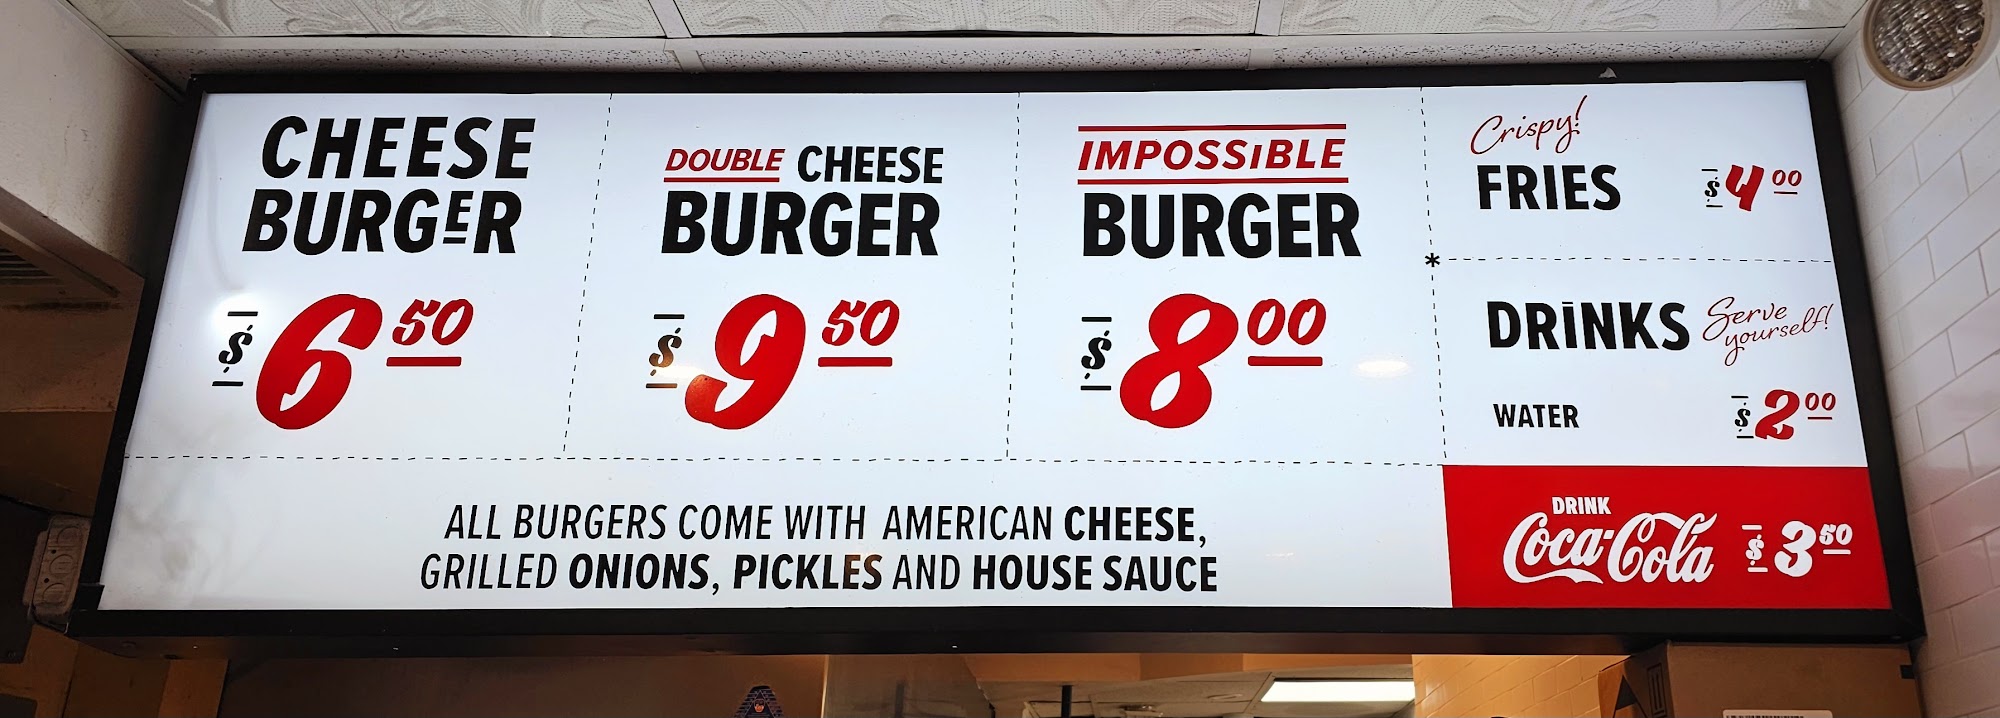 CHEESE
BURGER
$6 50
DOUBLE CHEESE
BURGER
$9 50
IMPOSSIBLE
BURGER
$8 00
Crispy!
FRIES $4 00
*
DRINKS Serve
yourself!
WATER $2 00
DRINK
Coca-Cola $3 50
ALL BURGERS COME WITH AMERICAN CHEESE,
GRILLED ONIONS, PICKLES AND HOUSE SAUCE